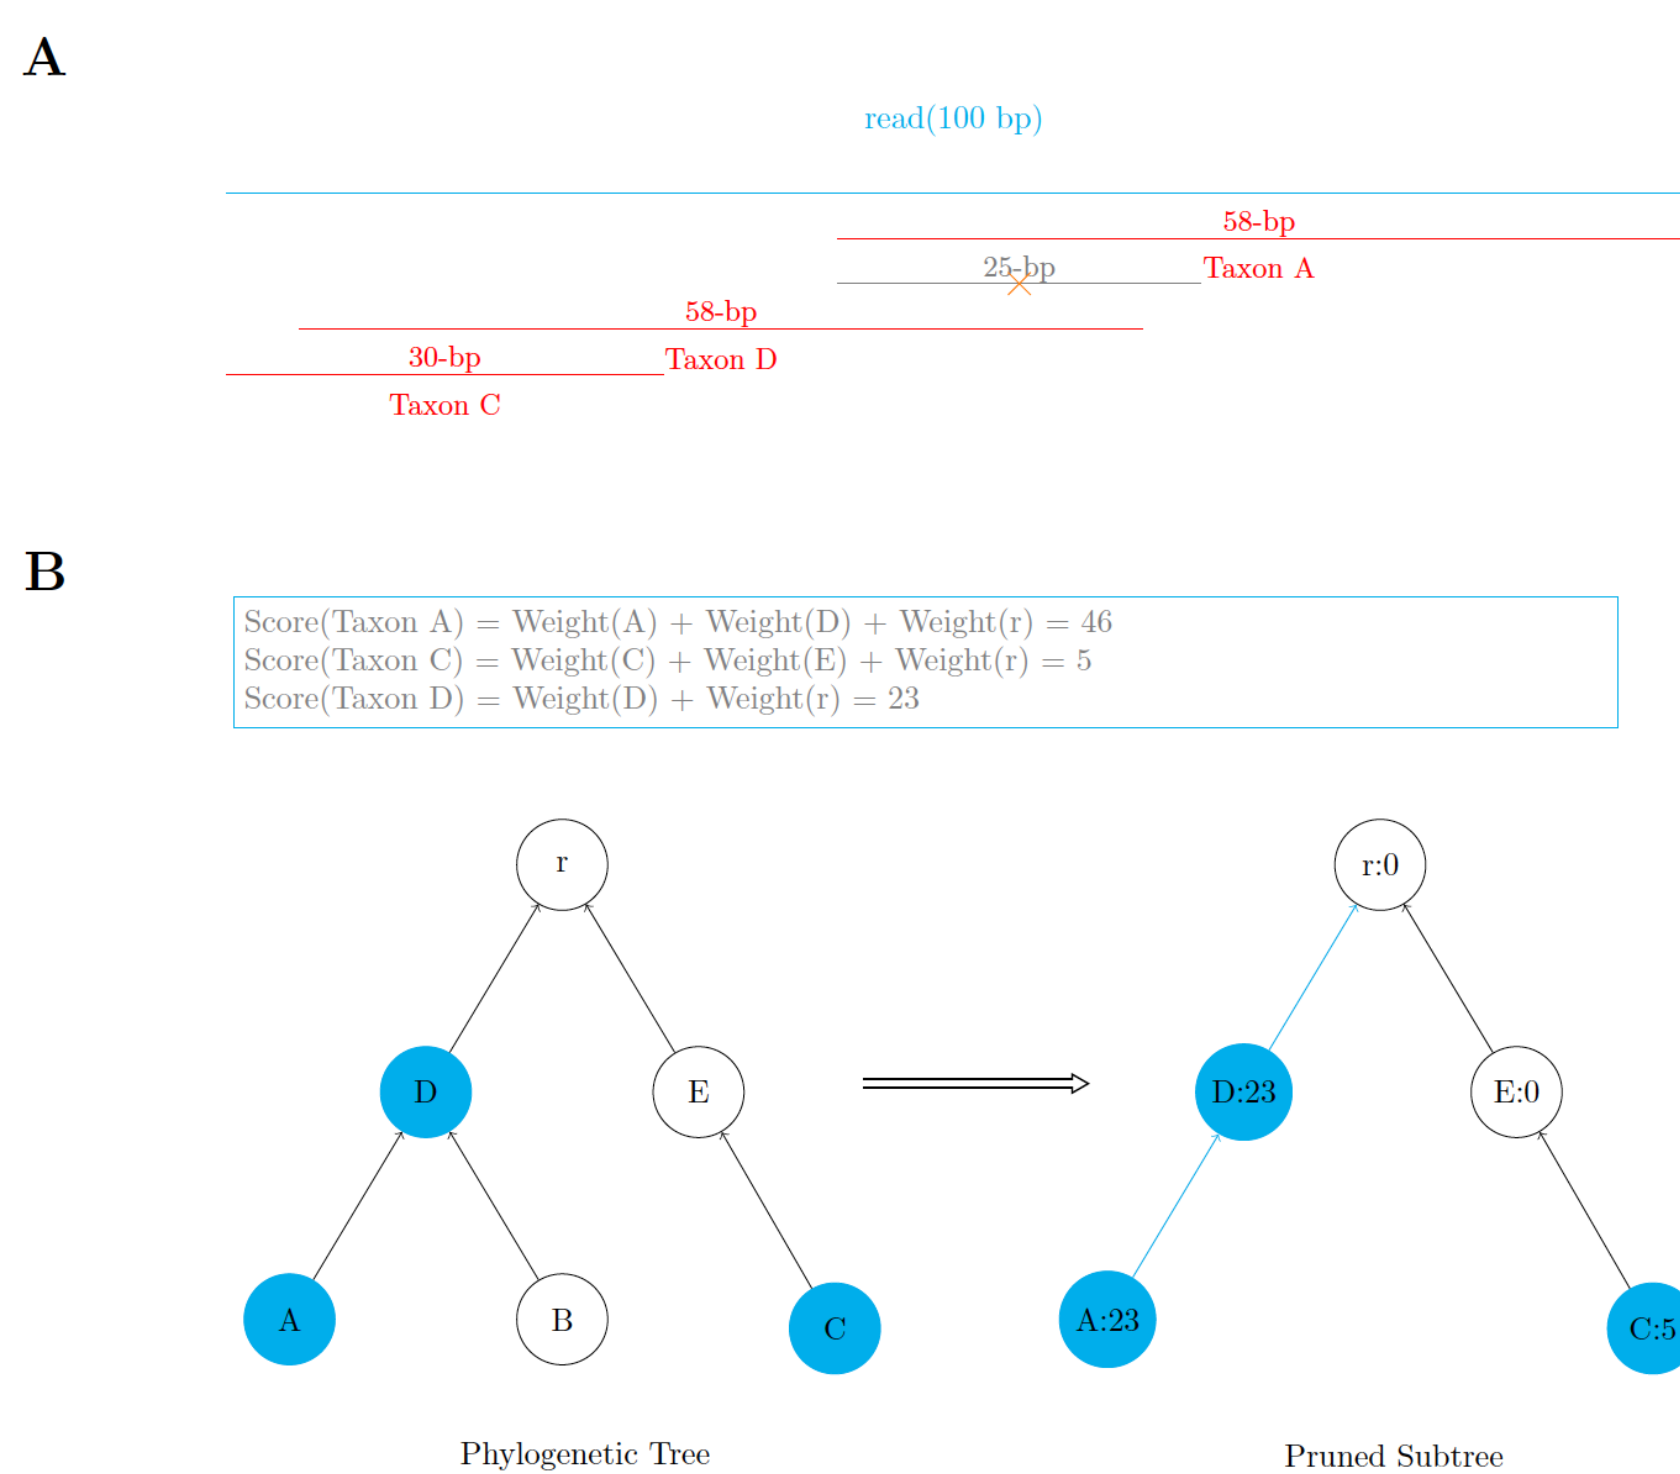 A
read(100 bp)
58-bp
25-bp
Taxon A
58-bp
30-bp
Taxon D
Taxon C
B
Score(Taxon A) = Weight(A) + Weight(D) + Weight(r) = 46
Score(Taxon C) = Weight(C) + Weight(E) + Weight(r) = 5
Score(Taxon D) = Weight(D) + Weight(r) = 23
r
r:0
D
E
D:23
E:0
A
B
C
A:23
C:5
Phylogenetic Tree
Pruned Subtree